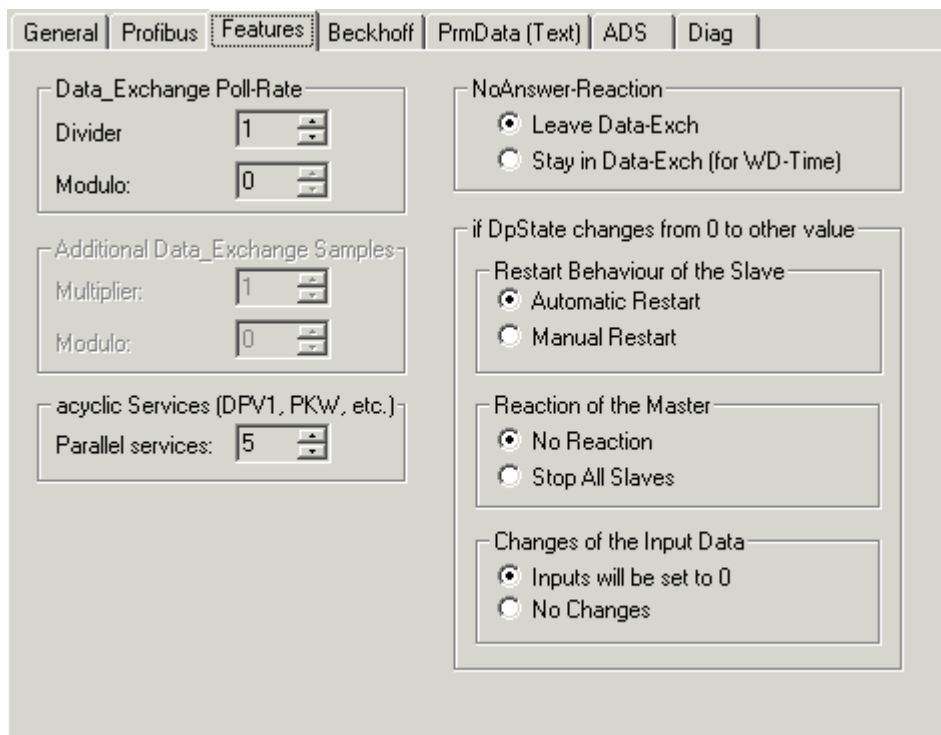 General Profibus Features Beckhoff PrmData (Text) ADS Diag
Data_Exchange Poll-Rate
Divider 1
Modulo: 0
Additional Data_Exchange Samples
Multiplier: 1
Modulo: 0
acyclic Services (DPV1, PKW, etc.)
Parallel services: 5
NoAnswer-Reaction
Leave Data-Exch
Stay in Data-Exch (for WD-Time)
if DpState changes from 0 to other value
Restart Behaviour of the Slave
Automatic Restart
Manual Restart
Reaction of the Master
No Reaction
Stop All Slaves
Changes of the Input Data
Inputs will be set to 0
No Changes